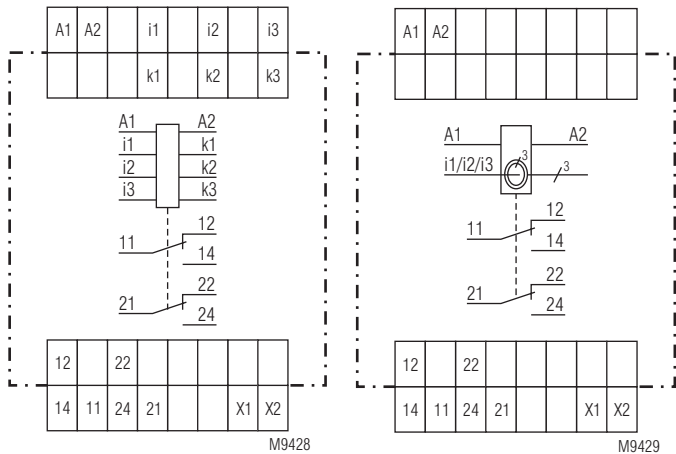 A1 A2 i1 i2 i3
k1 k2 k3
A1 A2
i1 k1
i2 k2
i3 k3
12
11
14
22
21
24
12 22
14 11 24 21 X1 X2
M9428
A1 A2
A1 A2
3
i1/i2/i3 3
12
11
14
22
21
24
12 22
14 11 24 21 X1 X2
M9429